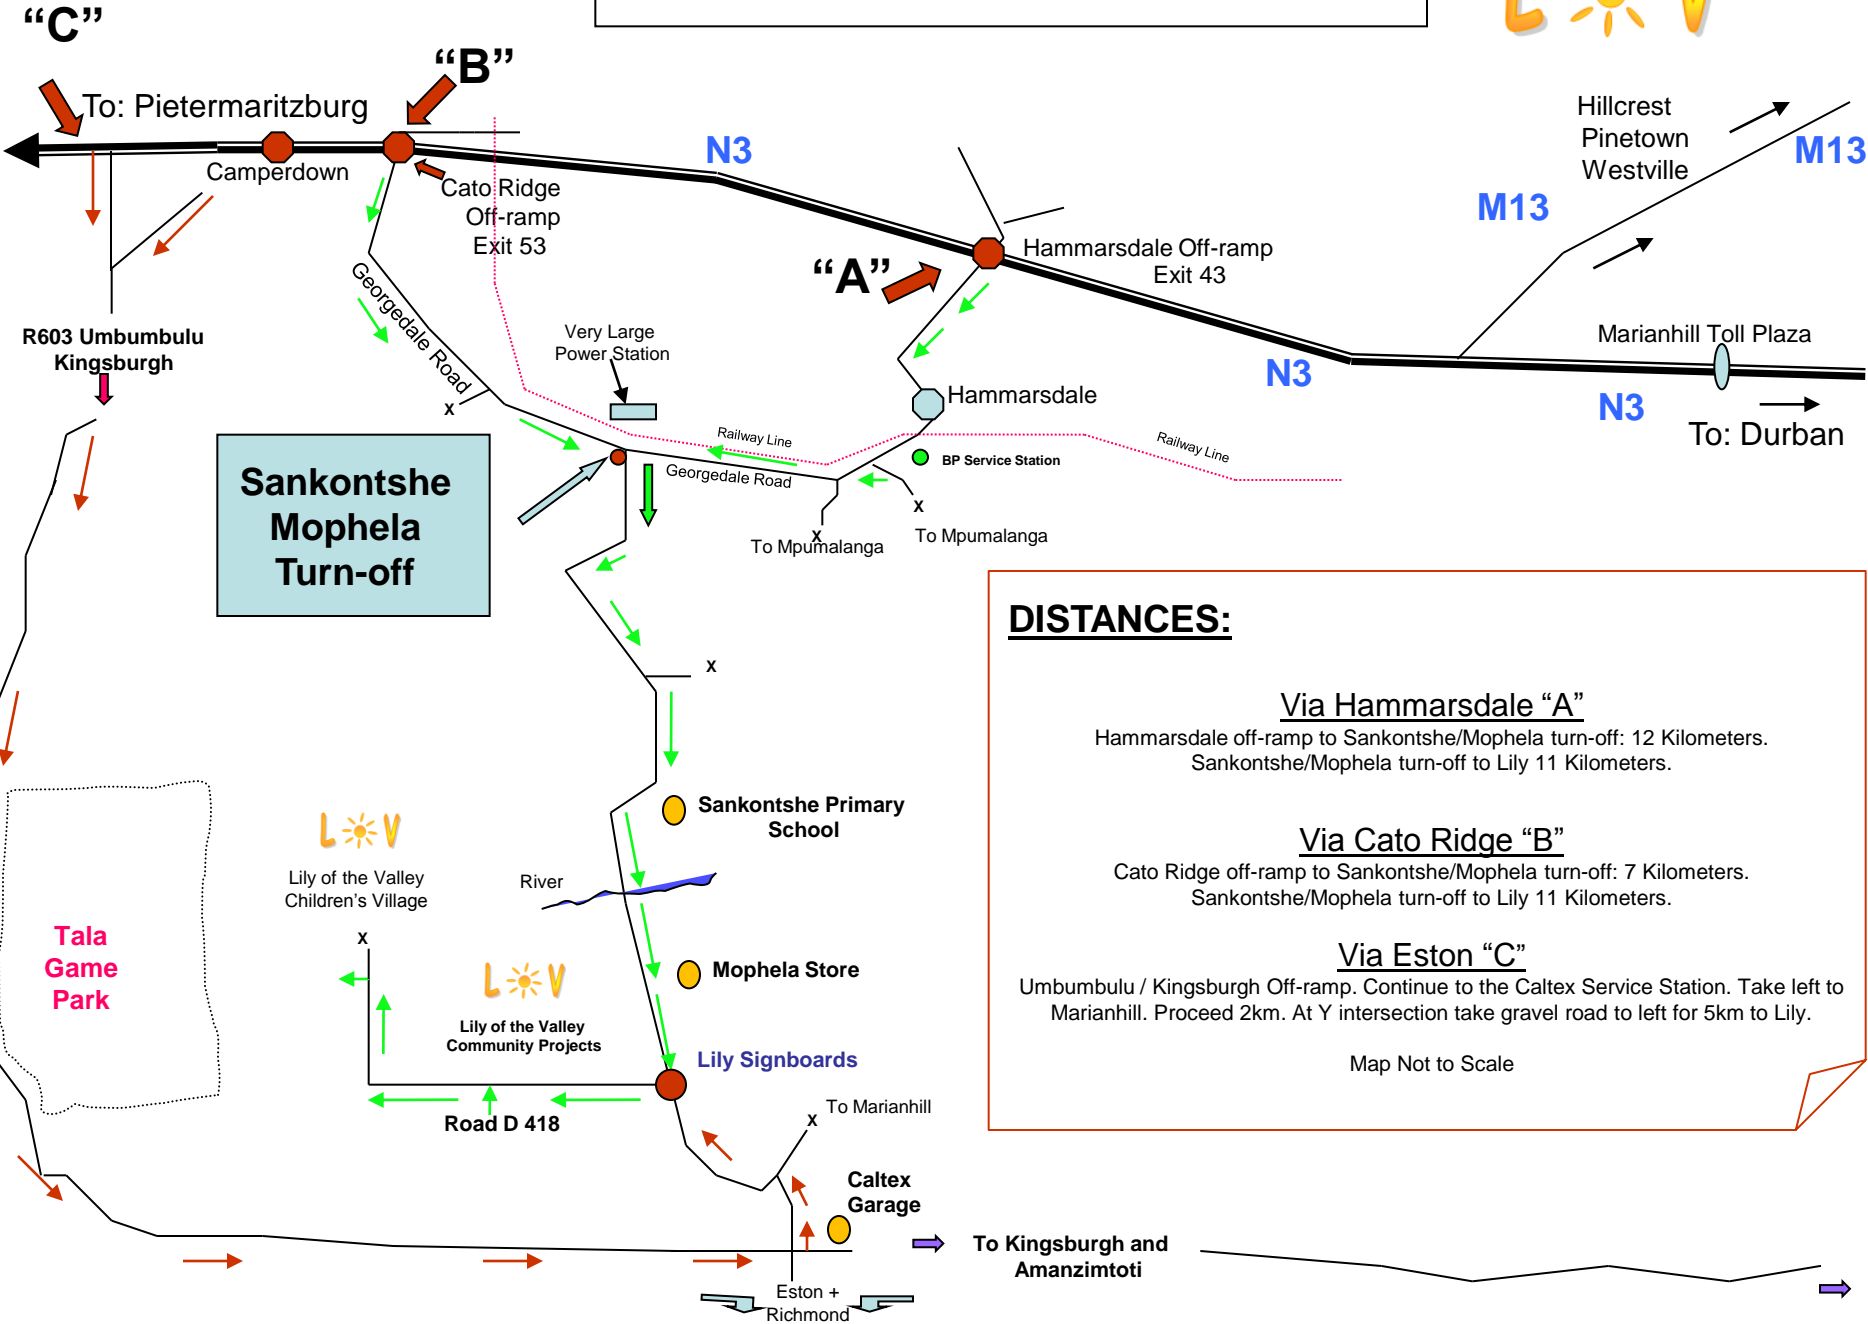 “C”
L V
“B”
To: Pietermaritzburg
Hillcrest
Pinetown
Westville
M13
N3
Camperdown
Cato Ridge
Off-ramp
Exit 53
M13
“A”
Hammarsdale Off-ramp
Exit 43
Georgedale Road
R603 Umbumbulu
Kingsburgh
Very Large
Power Station
Marianhill Toll Plaza
N3
N3
To: Durban
Hammarsdale
X
Railway Line
Railway Line
BP Service Station
Georgedale Road
Sankontshe
Mophela
Turn-off
X
X
To Mpumalanga
To Mpumalanga
X
DISTANCES:
Via Hammarsdale “A”
Hammarsdale off-ramp to Sankontshe/Mophela turn-off: 12 Kilometers.
Sankontshe/Mophela turn-off to Lily 11 Kilometers.
Via Cato Ridge “B”
Cato Ridge off-ramp to Sankontshe/Mophela turn-off: 7 Kilometers.
Sankontshe/Mophela turn-off to Lily 11 Kilometers.
Via Eston “C”
Umbumbulu / Kingsburgh Off-ramp. Continue to the Caltex Service Station. Take left to
Marianhill. Proceed 2km. At Y intersection take gravel road to left for 5km to Lily.
Map Not to Scale
Sankontshe Primary
School
L V
Lily of the Valley
Children’s Village
River
Tala
Game
Park
X
L V
Mophela Store
Lily of the Valley
Community Projects
Lily Signboards
Road D 418
To Marianhill
X
Caltex
Garage
To Kingsburgh and
Amanzimtoti
Eston +
Richmond